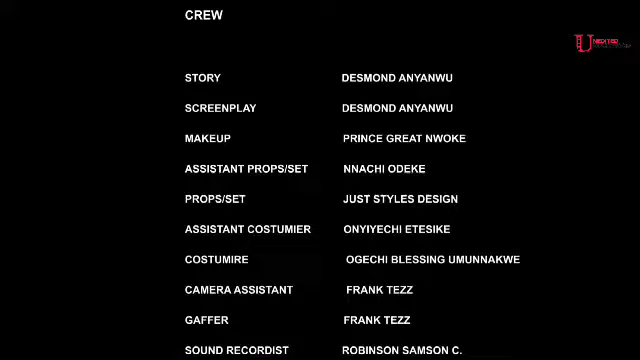 CREW
UNEDITED
STORY DESMOND ANYANWU
SCREENPLAY DESMOND ANYANWU
MAKEUP PRINCE GREAT NWOKE
ASSISTANT PROPS/SET NNACHI ODEKE
PROPS/SET JUST STYLES DESIGN
ASSISTANT COSTUMIER ONYIYECHI ETESIKE
COSTUMIRE OGECHI BLESSING UMUNNAKWE
CAMERA ASSISTANT FRANK TEZZ
GAFFER FRANK TEZZ
SOUND RECORDIST ROBINSON SAMSON C.